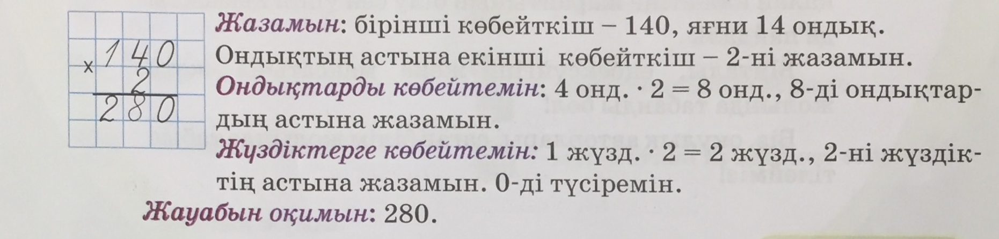 140
×
2
280
Жазамын: бірінші көбейткіш – 140, яғни 14 ондық.
Ондықтың астына екінші көбейткіш – 2-ні жазамын.
Ондықтарды көбейтемін: 4 онд. · 2 = 8 онд., 8-ді ондықтар-
дың астына жазамын.
Жүздіктерге көбейтемін: 1 жүзд. · 2 = 2 жүзд., 2-ні жүздік-
тің астына жазамын. 0-ді түсіремін.
Жауабын оқимын: 280.